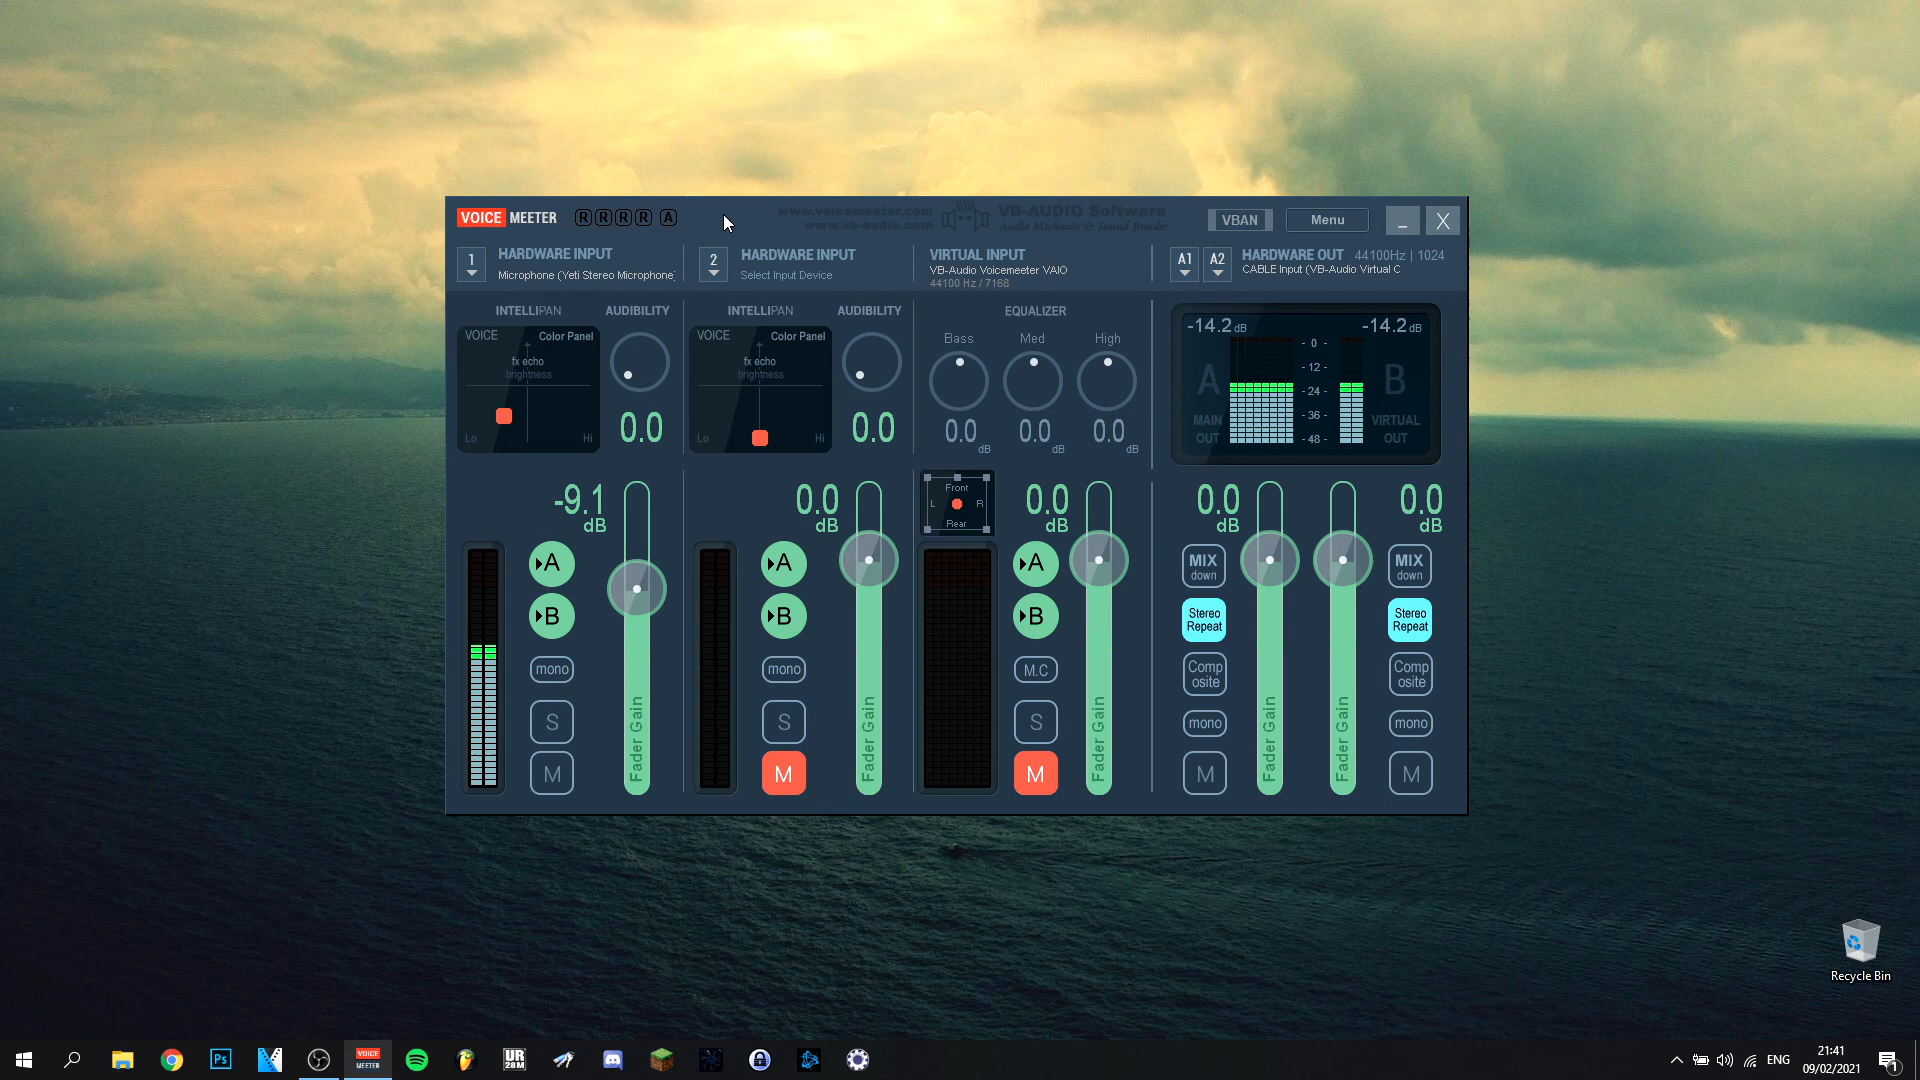 VOICE MEETER R R R R A
www.voicemeeter.com
www.vb-audio.com
VB-AUDIO Software
Audio Mechanic & Sound Breeder
VBAN
Menu
_
X
1
HARDWARE INPUT
Microphone (Yeti Stereo Microphone)
2
HARDWARE INPUT
Select Input Device
VIRTUAL INPUT
VB-Audio Voicemeeter VAIO
44100 Hz / 7168
A1
A2
HARDWARE OUT 44100Hz | 1024
CABLE Input (VB-Audio Virtual C
INTELLIPAN
AUDIBILITY
VOICE
Color Panel
fx echo
brightness
Lo
Hi
0.0
INTELLIPAN
AUDIBILITY
VOICE
Color Panel
fx echo
brightness
Lo
Hi
0.0
EQUALIZER
Bass
Med
High
0.0 dB
0.0 dB
0.0 dB
-14.2 dB
-14.2 dB
A
MAIN
OUT
- 0 -
- 12 -
- 24 -
- 36 -
- 48 -
B
VIRTUAL
OUT
-9.1
dB
A
B
mono
S
M
Fader Gain
0.0
dB
A
B
mono
S
M
Fader Gain
Front
L
R
Rear
0.0
dB
A
B
M.C
S
M
Fader Gain
0.0
dB
MIX
down
Stereo
Repeat
Comp
osite
mono
M
Fader Gain
Fader Gain
0.0
dB
MIX
down
Stereo
Repeat
Comp
osite
mono
M
Recycle Bin
Ps
VOICE
MEETER
UR
28M
ENG
21:41
09/02/2021
1